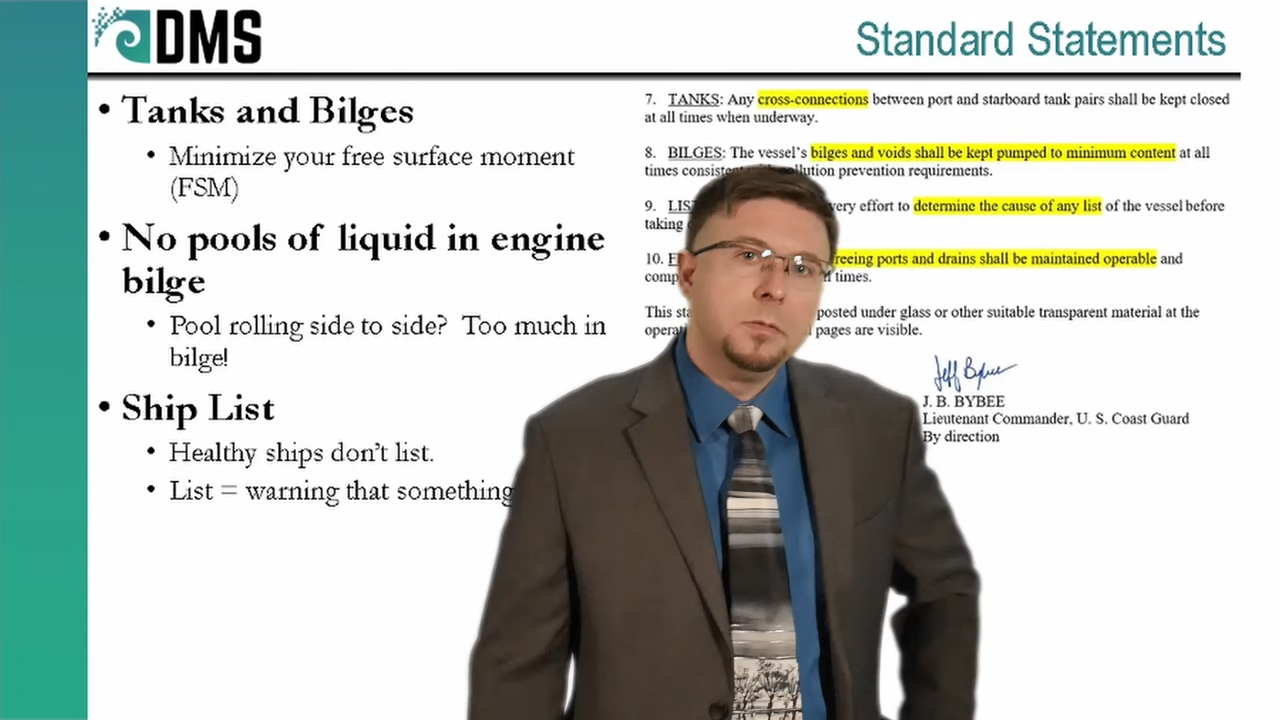 DMS
Standard Statements
• Tanks and Bilges
• Minimize your free surface moment
(FSM)
• No pools of liquid in engine
bilge
• Pool rolling side to side? Too much in
bilge!
• Ship List
• Healthy ships don't list.
• List = warning that something
7. TANKS: Any cross-connections between port and starboard tank pairs shall be kept closed
at all times when underway.
8. BILGES: The vessel's bilges and voids shall be kept pumped to minimum content at all
times pollution prevention requirements.
9. every effort to determine the cause of any list of the vessel before
taking
10. freeing ports and drains shall be maintained operable and
times.
This posted under glass or other suitable transparent material at the
pages are visible.
Jeff Bybee
J. B. BYBEE
Lieutenant Commander, U. S. Coast Guard
By direction